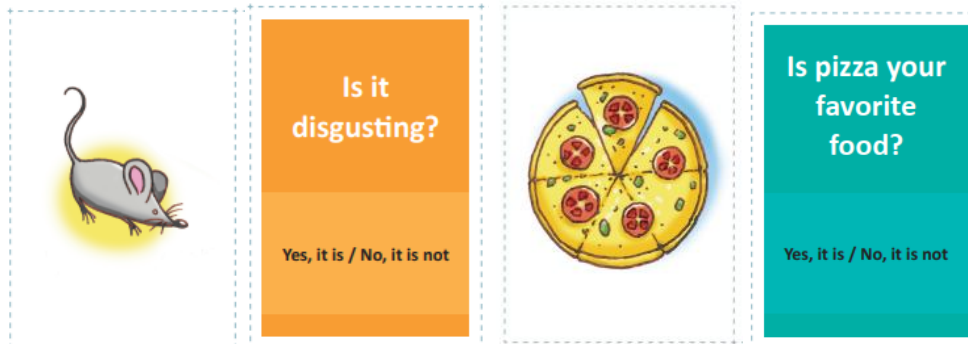 Is it
disgusting?
Yes, it is / No, it is not
Is pizza your
favorite
food?
Yes, it is / No, it is not